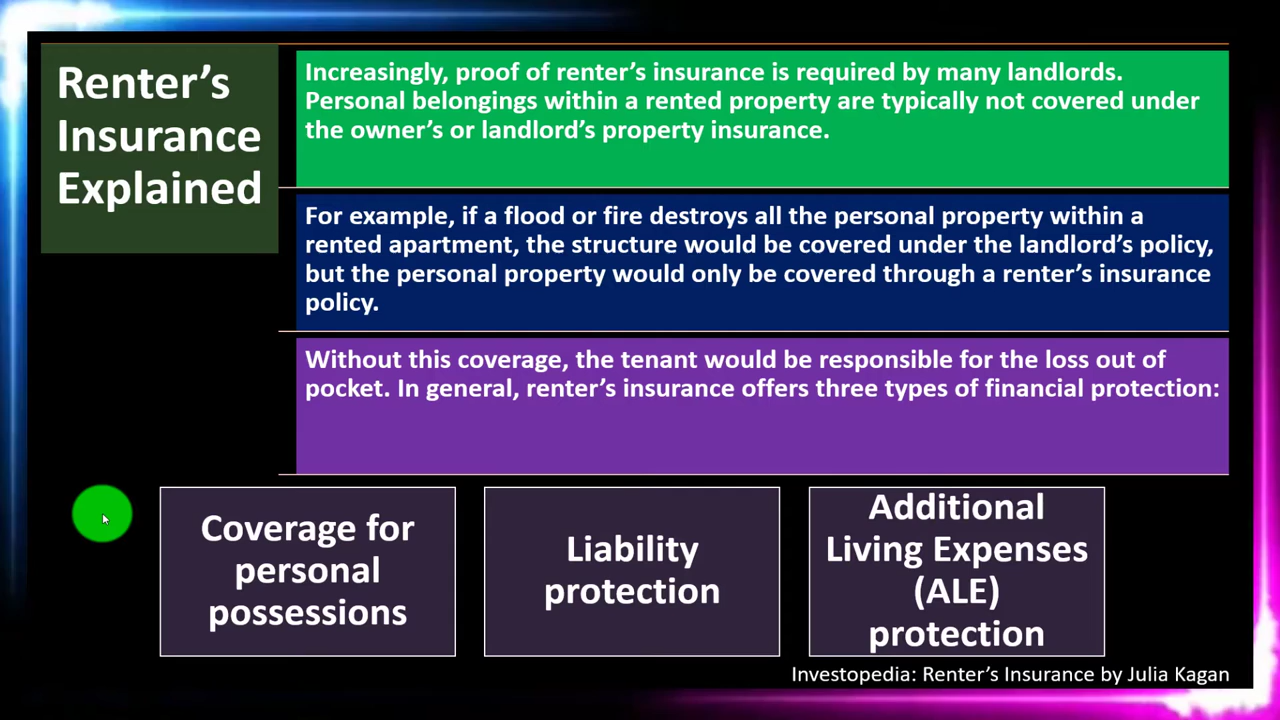 Renter’s
Insurance
Explained
Increasingly, proof of renter’s insurance is required by many landlords.
Personal belongings within a rented property are typically not covered under
the owner’s or landlord’s property insurance.
For example, if a flood or fire destroys all the personal property within a
rented apartment, the structure would be covered under the landlord’s policy,
but the personal property would only be covered through a renter’s insurance
policy.
Without this coverage, the tenant would be responsible for the loss out of
pocket. In general, renter’s insurance offers three types of financial protection:
Coverage for
personal
possessions
Liability
protection
Additional
Living Expenses
(ALE)
protection
Investopedia: Renter’s Insurance by Julia Kagan